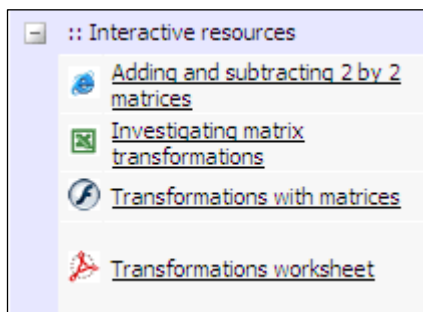 :: Interactive resources
Adding and subtracting 2 by 2
matrices
Investigating matrix
transformations
Transformations with matrices
Transformations worksheet